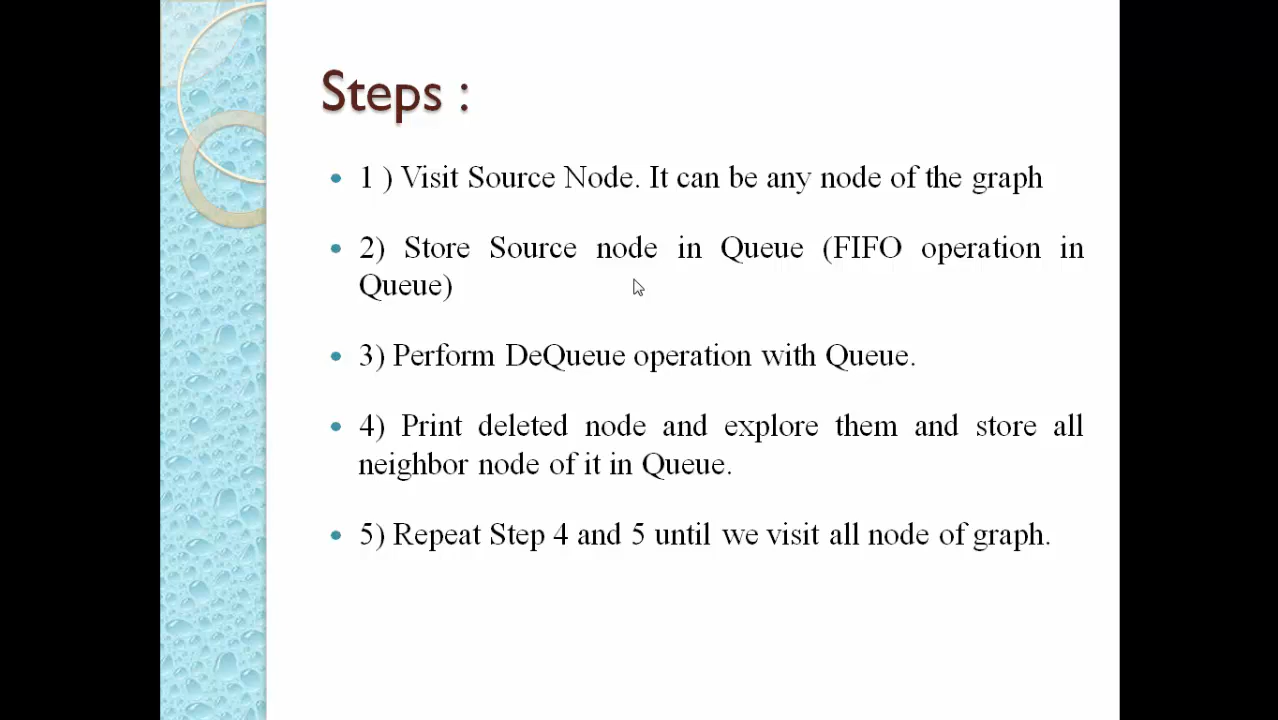 Steps :
• 1 ) Visit Source Node. It can be any node of the graph
• 2) Store Source node in Queue (FIFO operation in
Queue)
• 3) Perform DeQueue operation with Queue.
• 4) Print deleted node and explore them and store all
neighbor node of it in Queue.
• 5) Repeat Step 4 and 5 until we visit all node of graph.